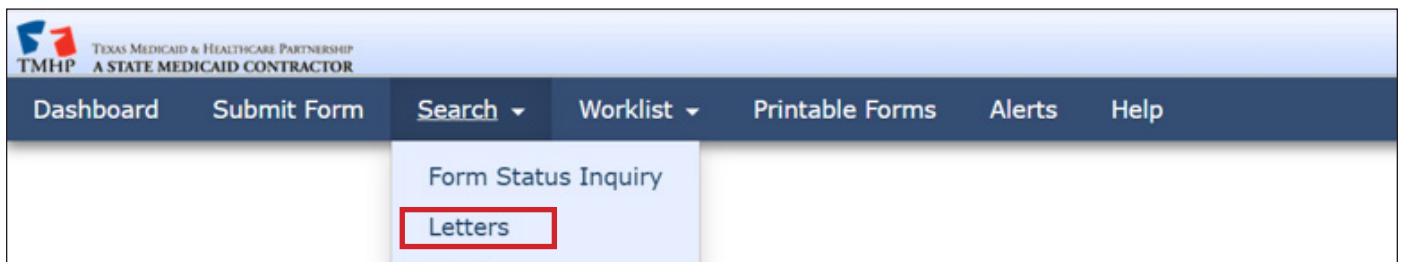 TEXAS MEDICAID & HEALTHCARE PARTNERSHIP
TMHP A STATE MEDICAID CONTRACTOR
Dashboard Submit Form Search Worklist Printable Forms Alerts Help
Form Status Inquiry
Letters